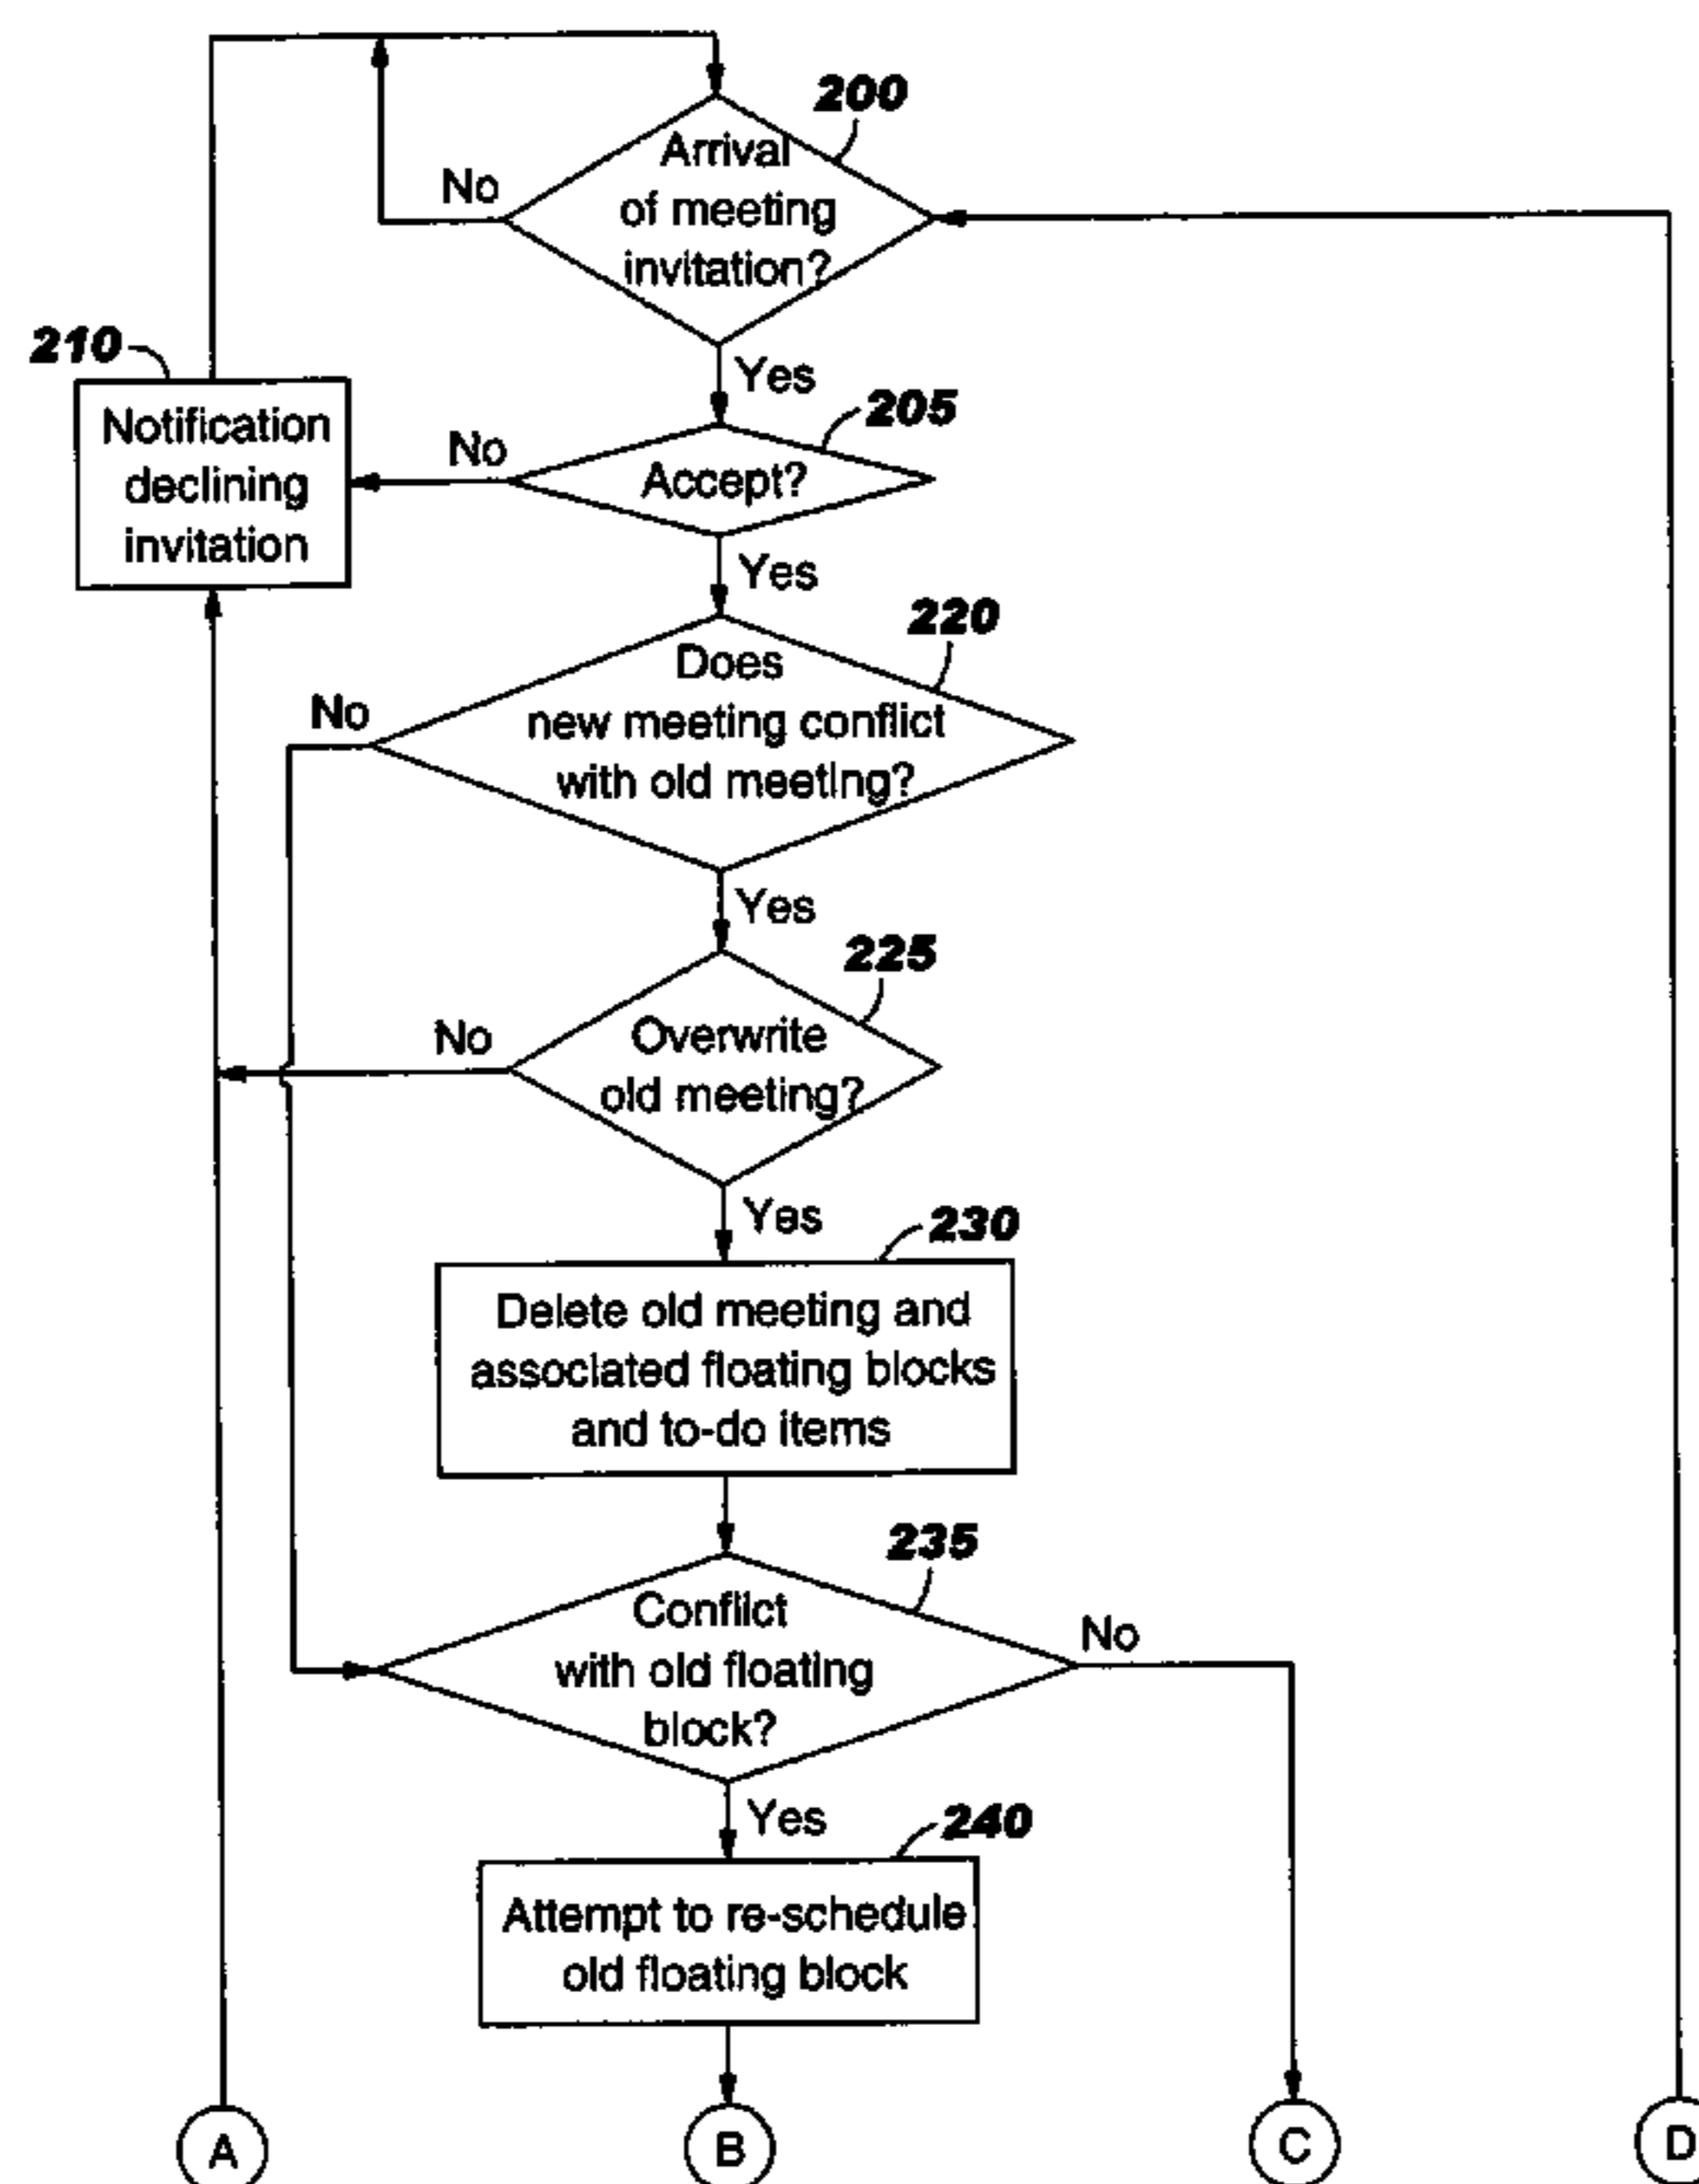 200
Arrival
of meeting
invitation?
No
Yes
210
Notification
declining
invitation
205
Accept?
No
Yes
220
Does
new meeting conflict
with old meeting?
No
Yes
225
Overwrite
old meeting?
No
Yes
230
Delete old meeting and
associated floating blocks
and to-do items
235
Conflict
with old floating
block?
No
Yes
240
Attempt to re-schedule
old floating block
A
B
C
D